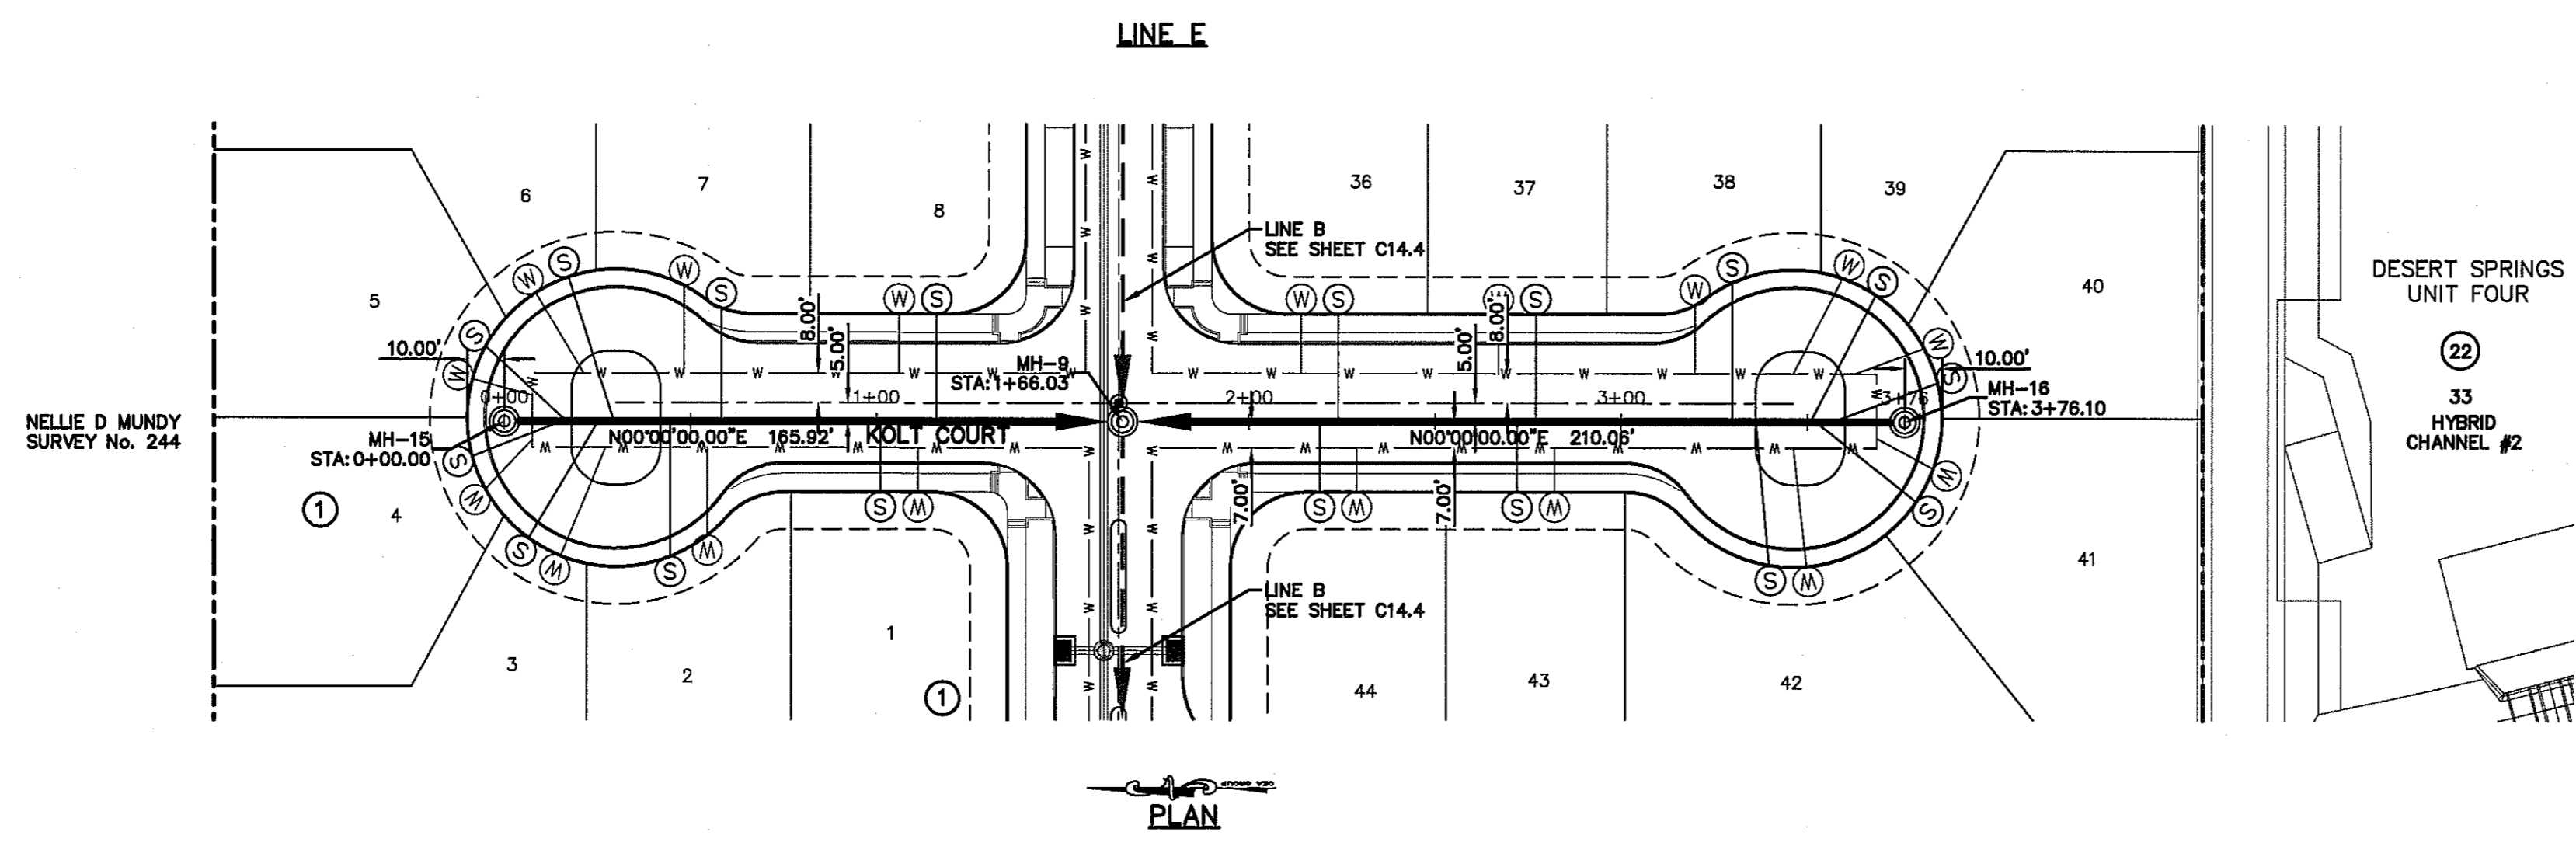 LINE E
6
7
8
36
37
38
39
5
40
LINE B
SEE SHEET C14.4
DESERT SPRINGS
UNIT FOUR
22
33
HYBRID
CHANNEL #2
W
S
W
S
W
S
W
S
W
S
W
S
W
S
S
W
W
S
10.00'
8.00'
5.00'
5.00'
8.00'
10.00'
MH-9
STA: 1+66.03
0+00
1+00
2+00
3+00
3+76
MH-16
STA: 3+76.10
NELLIE D MUNDY
SURVEY No. 244
MH-15
STA: 0+00.00
N00°00'00.00"E 165.92'
KOLT COURT
N00°00'00.00"E 210.06'
7.00'
7.00'
S
W
S
W
S
W
S
W
S
W
S
W
S
W
W
S
1
4
3
2
1
1
LINE B
SEE SHEET C14.4
44
43
42
41
PLAN